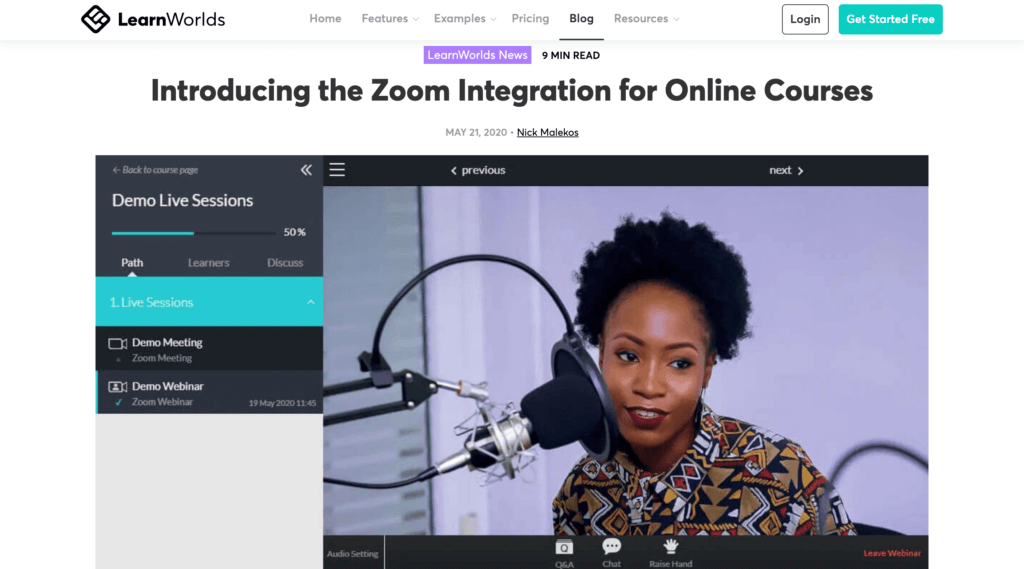 LearnWorlds
Home Features Examples Pricing Blog Resources Login Get Started Free
LearnWorlds News 9 MIN READ
Introducing the Zoom Integration for Online Courses
MAY 21, 2020 • Nick Malekos
← Back to course page
previous next
Demo Live Sessions
50 %
Path Learners Discuss
1. Live Sessions
Demo Meeting
Zoom Meeting
Demo Webinar
Zoom Webinar 19 May 2020 11:45
Audio Setting Q&A Chat Raise Hand Leave Webinar